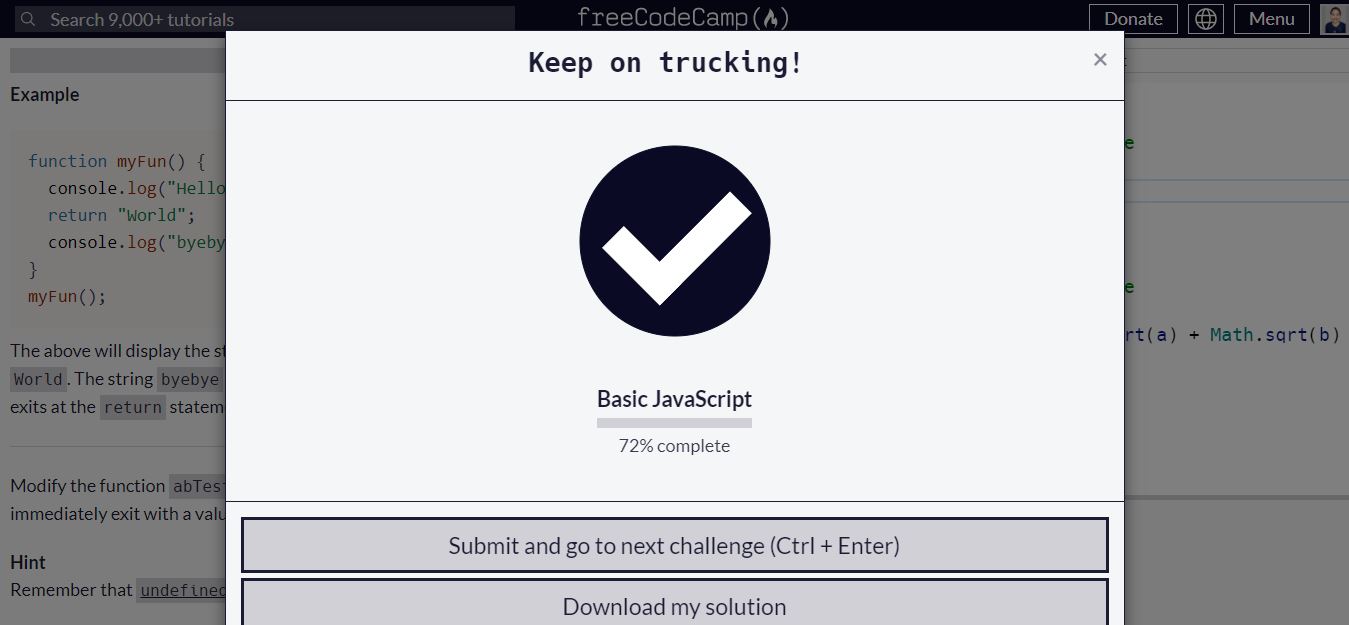 Search 9,000+ tutorials
freeCodeCamp
Donate
Menu
Keep on trucking!
×
Example
function myFun() {
console.log("Hello
return "World";
console.log("byeby
}
myFun();
The above will display the st
World. The string byebye
exits at the return statem
Modify the function abTest
immediately exit with a valu
Hint
Remember that undefined
Basic JavaScript
72% complete
Submit and go to next challenge (Ctrl + Enter)
Download my solution
e
e
rt(a) + Math.sqrt(b)